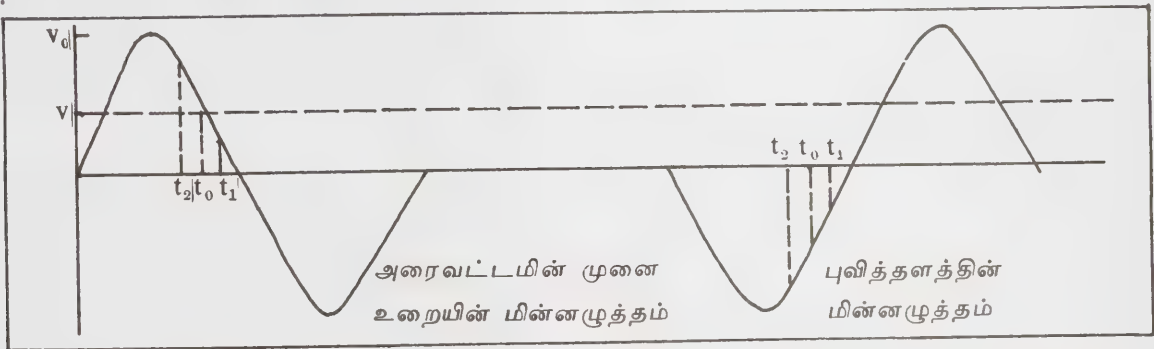 V₀
V
t₂ t₀ t₁
t₂ t₀ t₁
அரைவட்டமின் முனை
உறையின் மின்னழுத்தம்
புவித்தளத்தின்
மின்னழுத்தம்